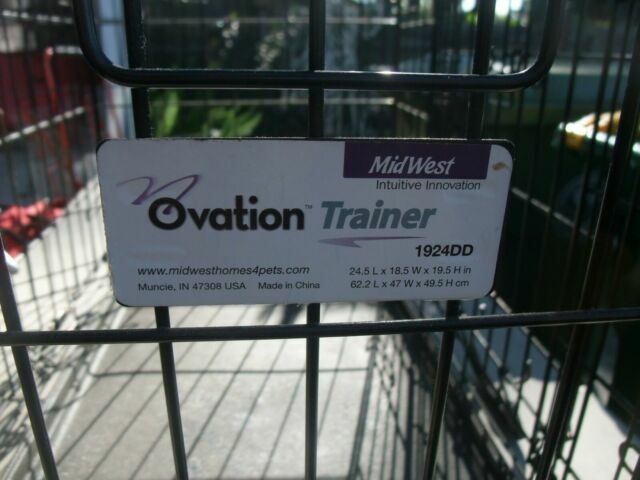 MidWest
Intuitive Innovation
Ovation™ Trainer
1924DD
www.midwesthomes4pets.com 24.5 L x 18.5 W x 19.5 H in
Muncie, IN 47308 USA Made in China 62.2 L x 47 W x 49.5 H cm